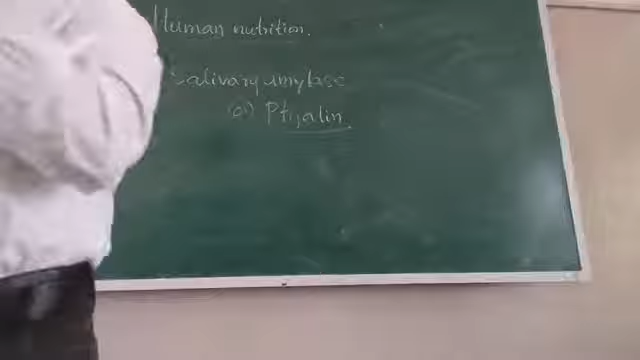 Human nutrition.
Salivary amylase
(or) Ptyalin.